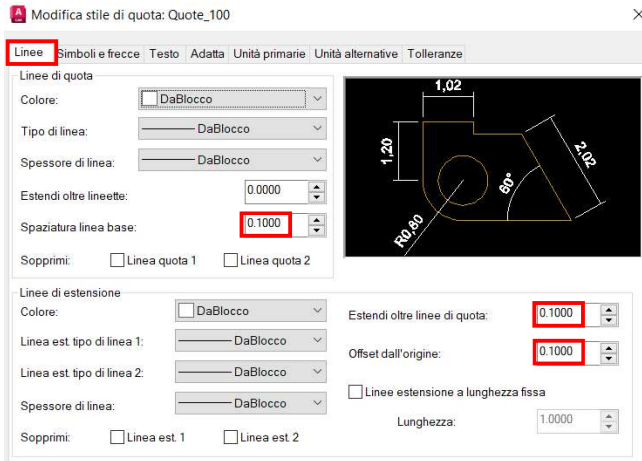 Modifica stile di quota: Quote_100
Linee Simboli e frecce Testo Adatta Unità primarie Unità alternative Tolleranze
Linee di quota
Colore: DaBlocco
Tipo di linea: DaBlocco
Spessore di linea: DaBlocco
Estendi oltre lineette: 0.0000
Spaziatura linea base: 0.1000
Sopprimi: Linea quota 1 Linea quota 2
1,02
1,20
2,02
60°
R0,80
Linee di estensione
Colore: DaBlocco
Linea est. tipo di linea 1: DaBlocco
Linea est. tipo di linea 2: DaBlocco
Spessore di linea: DaBlocco
Sopprimi: Linea est. 1 Linea est. 2
Estendi oltre linee di quota: 0.1000
Offset dall'origine: 0.1000
Linee estensione a lunghezza fissa
Lunghezza: 1.0000